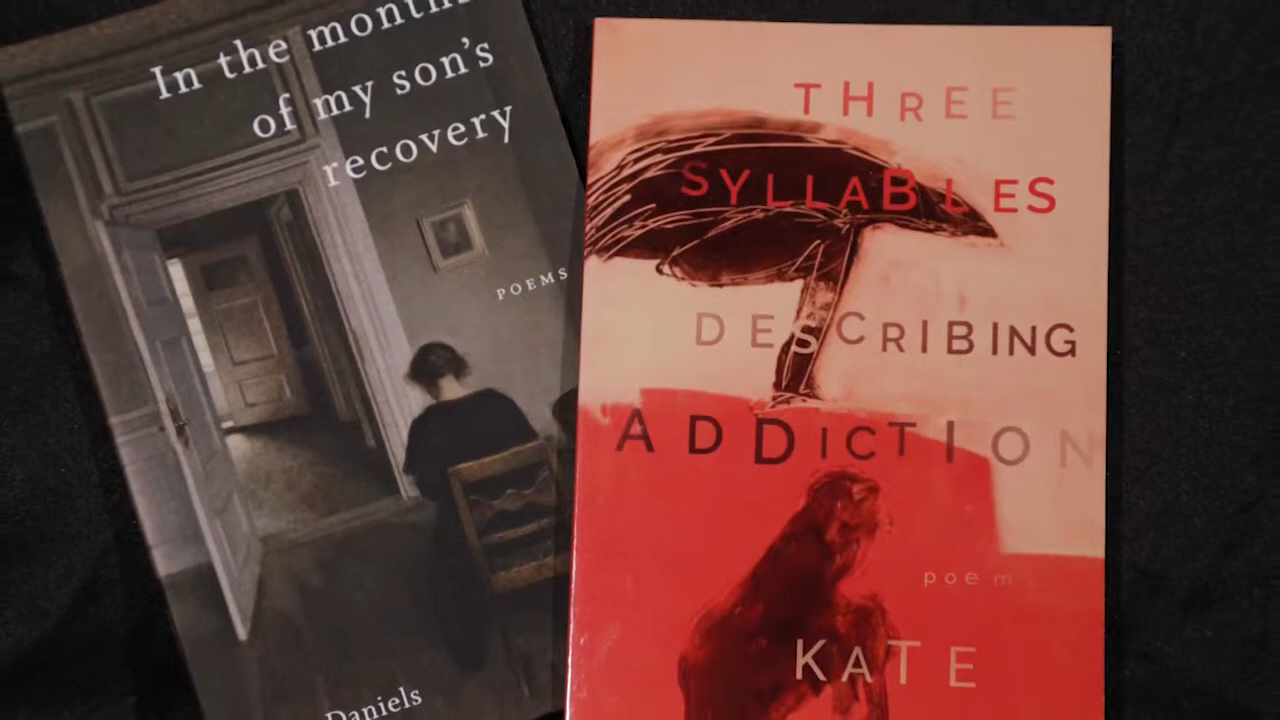 In the months
of my son's
recovery
POEMS
Daniels
THREE
SYLLABLES
DESCRIBING
ADDICTION
poem
KATE